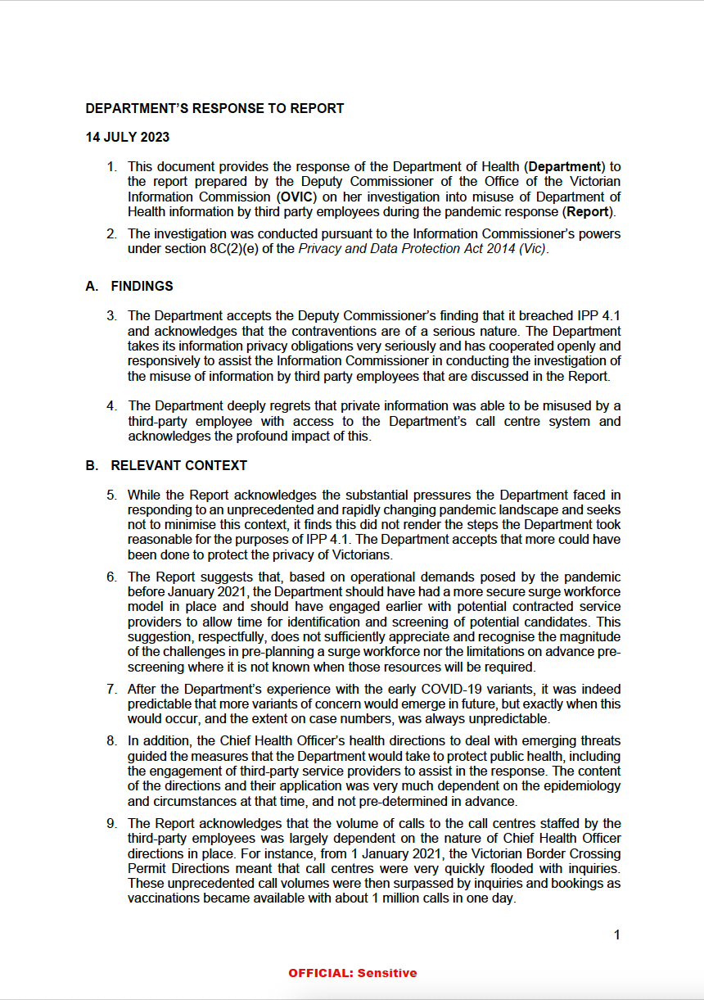 DEPARTMENT'S RESPONSE TO REPORT
14 JULY 2023
1. This document provides the response of the Department of Health (Department) to
the report prepared by the Deputy Commissioner of the Office of the Victorian
Information Commission (OVIC) on her investigation into misuse of Department of
Health information by third party employees during the pandemic response (Report).
2. The investigation was conducted pursuant to the Information Commissioner's powers
under section 8C(2)(e) of the Privacy and Data Protection Act 2014 (Vic).
A. FINDINGS
3. The Department accepts the Deputy Commissioner's finding that it breached IPP 4.1
and acknowledges that the contraventions are of a serious nature. The Department
takes its information privacy obligations very seriously and has cooperated openly and
responsively to assist the Information Commissioner in conducting the investigation of
the misuse of information by third party employees that are discussed in the Report.
4. The Department deeply regrets that private information was able to be misused by a
third-party employee with access to the Department's call centre system and
acknowledges the profound impact of this.
B. RELEVANT CONTEXT
5. While the Report acknowledges the substantial pressures the Department faced in
responding to an unprecedented and rapidly changing pandemic landscape and seeks
not to minimise this context, it finds this did not render the steps the Department took
reasonable for the purposes of IPP 4.1. The Department accepts that more could have
been done to protect the privacy of Victorians.
6. The Report suggests that, based on operational demands posed by the pandemic
before January 2021, the Department should have had a more secure surge workforce
model in place and should have engaged earlier with potential contracted service
providers to allow time for identification and screening of potential candidates. This
suggestion, respectfully, does not sufficiently appreciate and recognise the magnitude
of the challenges in pre-planning a surge workforce nor the limitations on advance pre-
screening where it is not known when those resources will be required.
7. After the Department's experience with the early COVID-19 variants, it was indeed
predictable that more variants of concern would emerge in future, but exactly when this
would occur, and the extent on case numbers, was always unpredictable.
8. In addition, the Chief Health Officer's health directions to deal with emerging threats
guided the measures that the Department would take to protect public health, including
the engagement of third-party service providers to assist in the response. The content
of the directions and their application was very much dependent on the epidemiology
and circumstances at that time, and not pre-determined in advance.
9. The Report acknowledges that the volume of calls to the call centres staffed by the
third-party employees was largely dependent on the nature of Chief Health Officer
directions in place. For instance, from 1 January 2021, the Victorian Border Crossing
Permit Directions meant that call centres were very quickly flooded with inquiries.
These unprecedented call volumes were then surpassed by inquiries and bookings as
vaccinations became available with about 1 million calls in one day.
1
OFFICIAL: Sensitive